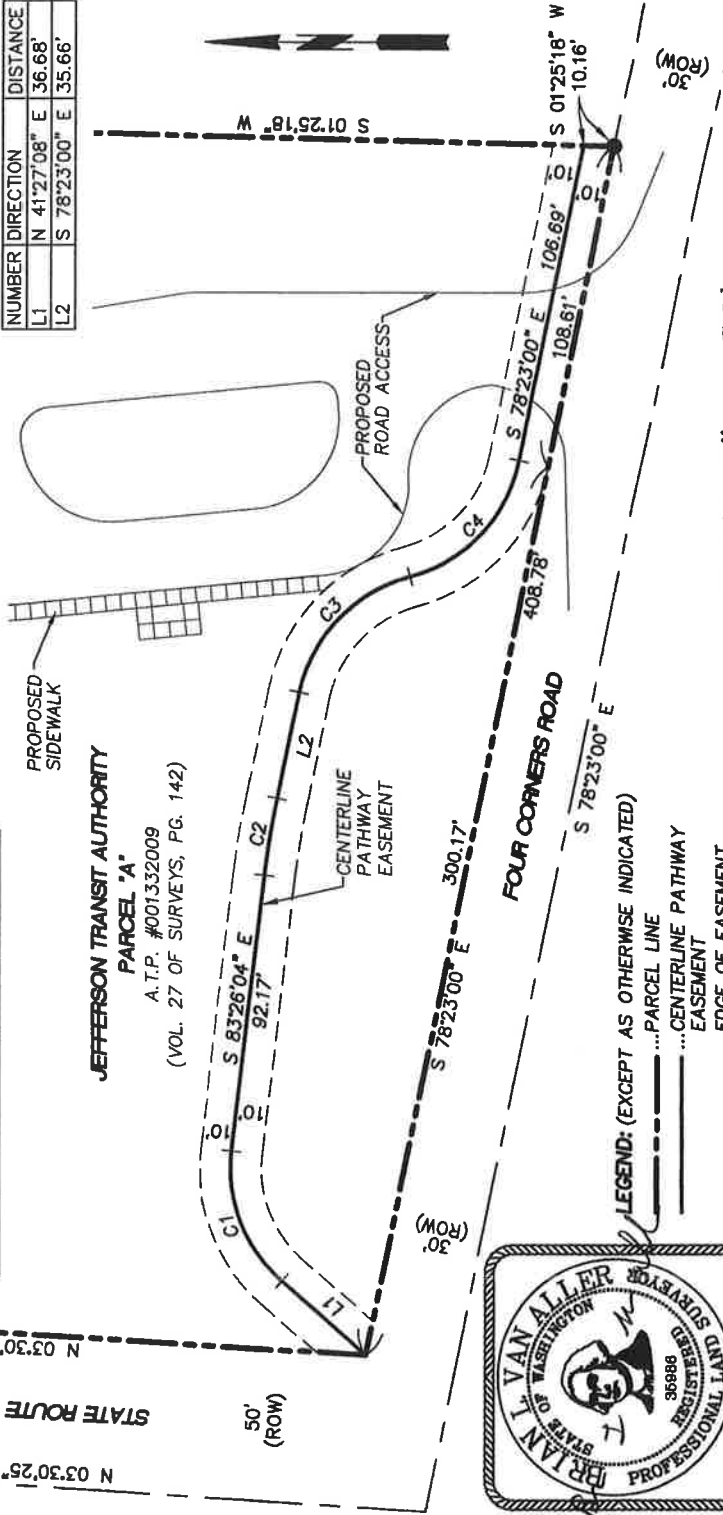 NUMBER DIRECTION DISTANCE
L1 N 41°27'08" E 36.68'
L2 S 78°23'00" E 35.66'
S 01°25'18" W
S 01°25'18" W
10.16'
30'
(ROW)
PROPOSED
SIDEWALK
PROPOSED
ROAD ACCESS
JEFFERSON TRANSIT AUTHORITY
PARCEL "A"
A.T.P. #001332009
(VOL. 27 OF SURVEYS, PG. 142)
S 83°26'04" E
92.17'
10'
10'
C1
C2
L2
C3
C4
L1
S 78°23'00" E
106.69'
10'
10'
108.61'
408.78'
CENTERLINE
PATHWAY
EASEMENT
300.17'
S 78°23'00" E
FOUR CORNERS ROAD
S 78°23'00" E
30'
(ROW)
N 03°30'
STATE ROUTE
50'
(ROW)
N 03°30'25"
LEGEND: (EXCEPT AS OTHERWISE INDICATED)
...PARCEL LINE
...CENTERLINE PATHWAY
EASEMENT
EDGE OF EASEMENT
BRIAN L. VAN ALLER
STATE OF WASHINGTON
35986
REGISTERED
PROFESSIONAL LAND SURVEYOR